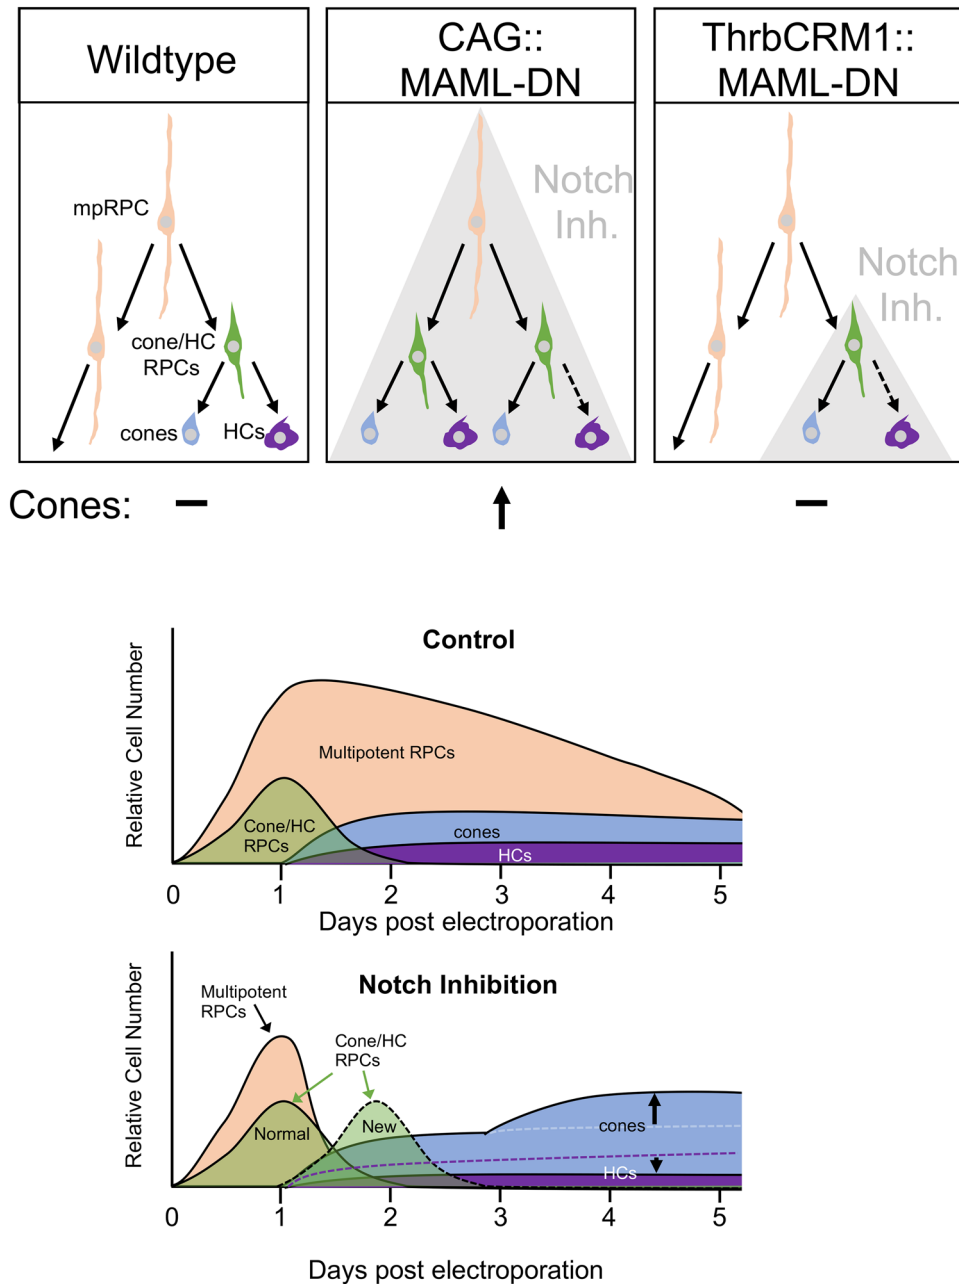 Wildtype
CAG::
MAML-DN
ThrbCRM1::
MAML-DN
mpRPC
cone/HC
RPCs
cones
HCs
Notch
Inh.
Notch
Inh.
Cones:
Control
Relative Cell Number
Multipotent RPCs
Cone/HC
RPCs
cones
HCs
0 1 2 3 4 5
Days post electroporation
Notch Inhibition
Relative Cell Number
Multipotent
RPCs
Cone/HC
RPCs
Normal
New
cones
HCs
0 1 2 3 4 5
Days post electroporation